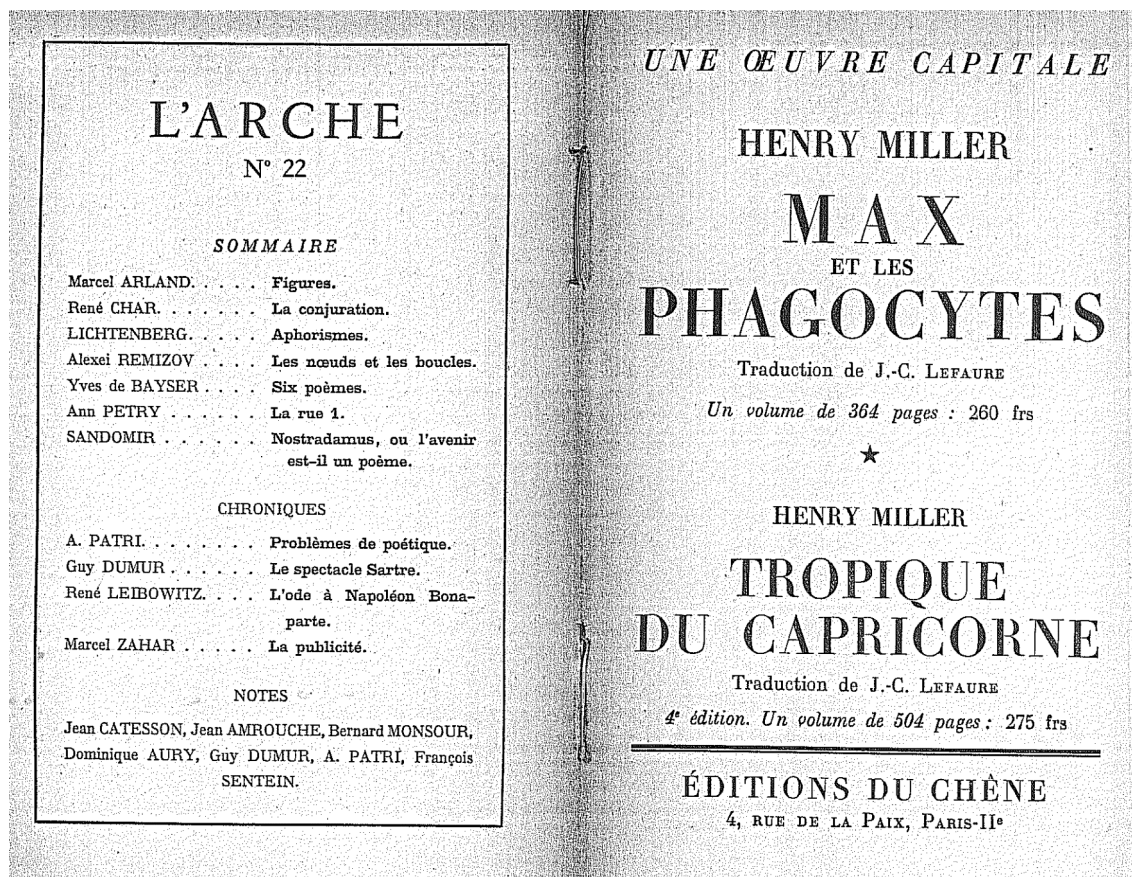 L'ARCHE
N° 22
SOMMAIRE
Marcel ARLAND. . . . . Figures.
René CHAR. . . . . . . La conjuration.
LICHTENBERG. . . . . Aphorismes.
Alexei REMIZOV . . . . Les nœuds et les boucles.
Yves de BAYSER . . . . Six poèmes.
Ann PETRY . . . . . . La rue 1.
SANDOMIR . . . . . . Nostradamus, ou l'avenir
est-il un poème.
CHRONIQUES
A. PATRI. . . . . . . . Problèmes de poétique.
Guy DUMUR . . . . . . Le spectacle Sartre.
René LEIBOWITZ. . . . L'ode à Napoléon Bona-
parte.
Marcel ZAHAR . . . . . La publicité.
NOTES
Jean CATESSON, Jean AMROUCHE, Bernard MONSOUR,
Dominique AURY, Guy DUMUR, A. PATRI, François
SENTEIN.
UNE ŒUVRE CAPITALE
HENRY MILLER
MAX
ET LES
PHAGOCYTES
Traduction de J.-C. LEFAURE
Un volume de 364 pages : 260 frs
★
HENRY MILLER
TROPIQUE
DU CAPRICORNE
Traduction de J.-C. LEFAURE
4e édition. Un volume de 504 pages : 275 frs
ÉDITIONS DU CHÊNE
4, RUE DE LA PAIX, PARIS-IIe